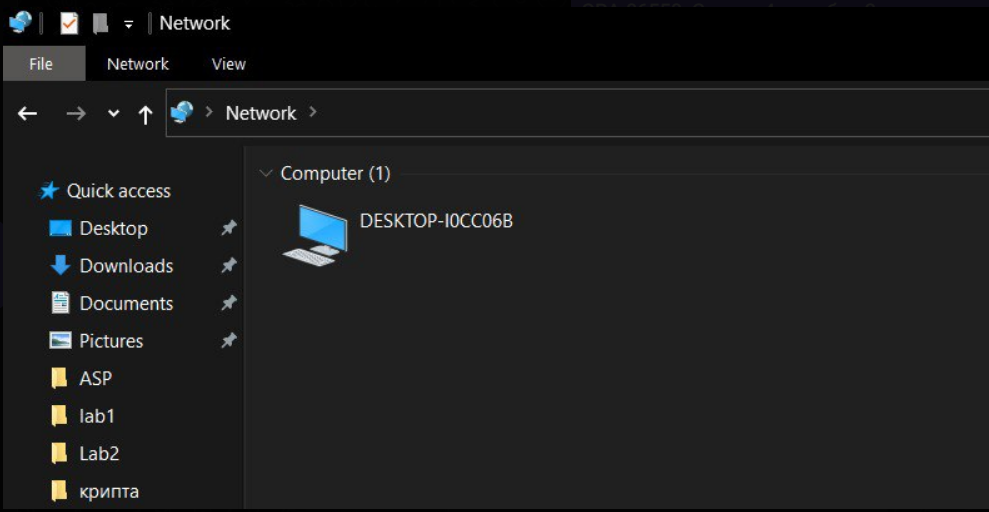 Network
File Network View
Network
Quick access
Desktop
Downloads
Documents
Pictures
ASP
lab1
Lab2
крипта
Computer (1)
DESKTOP-I0CC06B